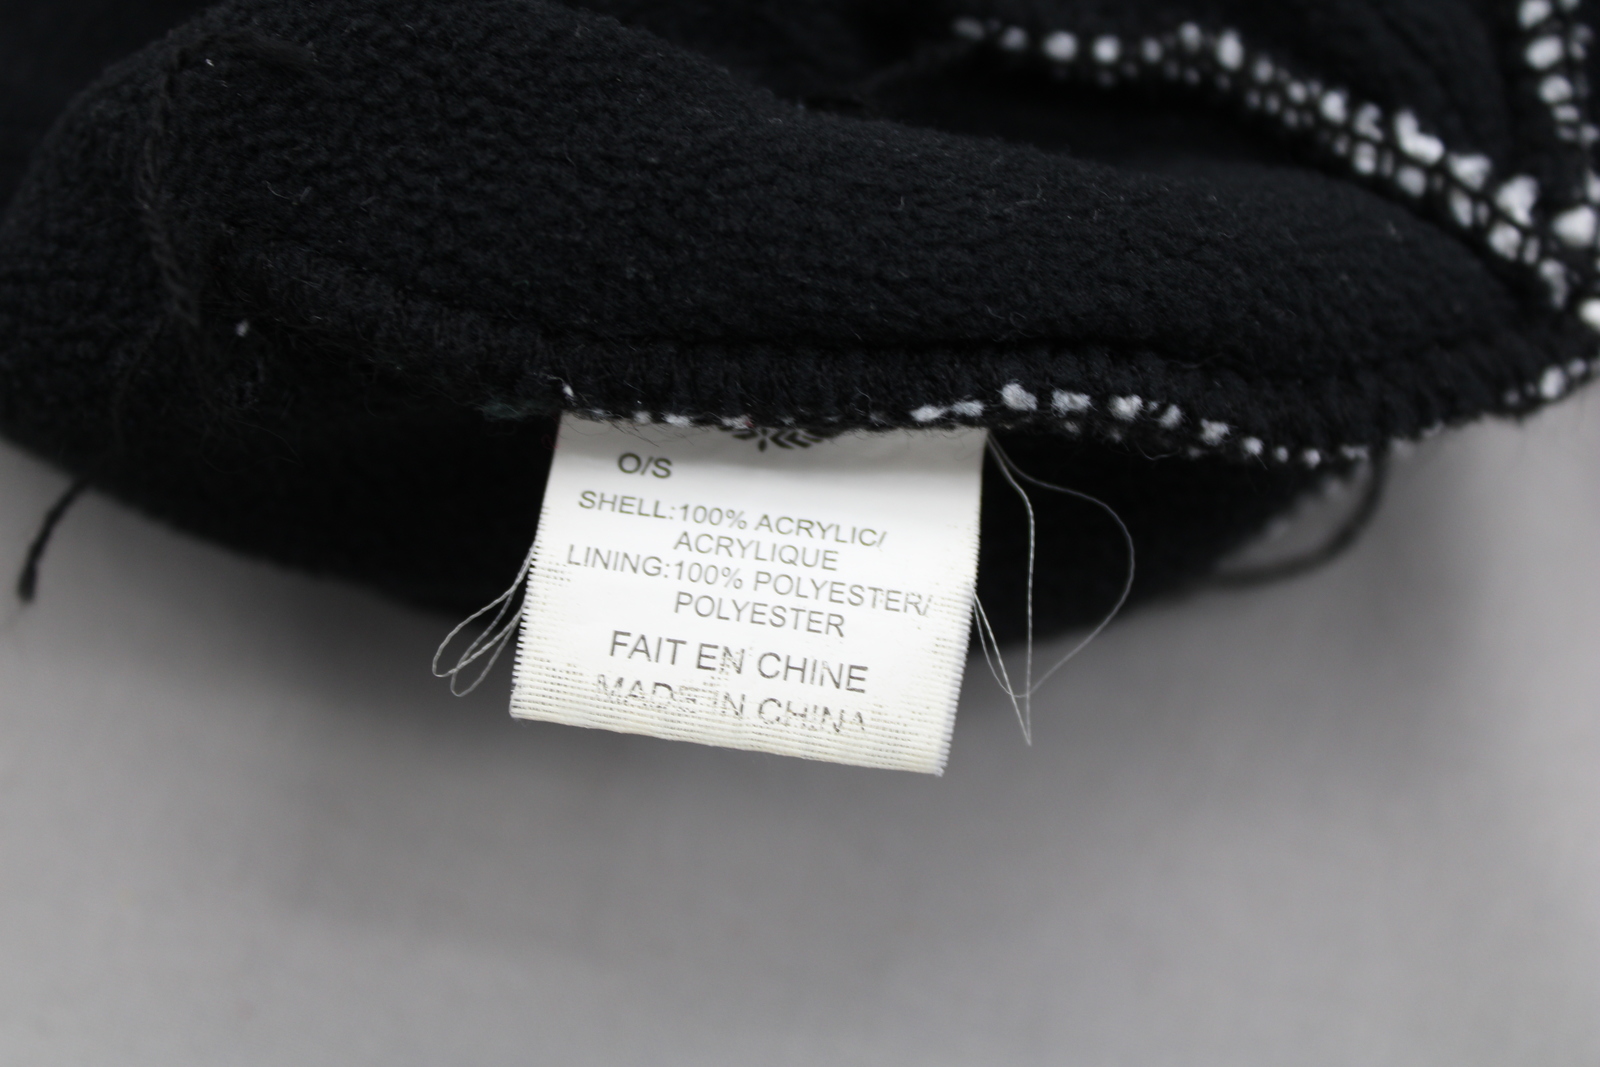 O/S
SHELL:100% ACRYLIC/
ACRYLIQUE
LINING:100% POLYESTER/
POLYESTER
FAIT EN CHINE
MADE IN CHINA